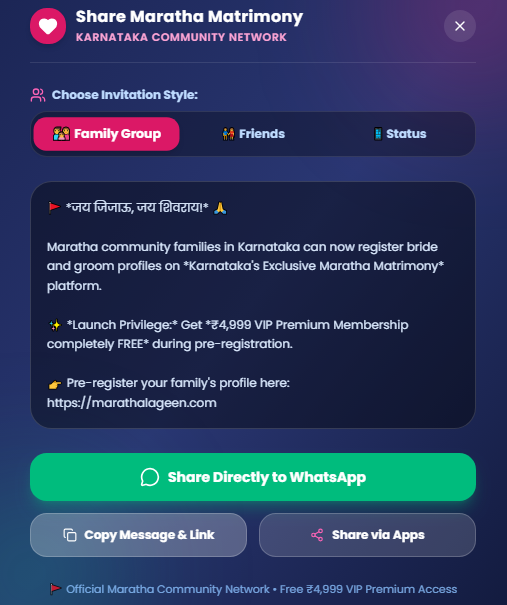 Share Maratha Matrimony
KARNATAKA COMMUNITY NETWORK
Choose Invitation Style:
👩‍❤️‍👨 Family Group
👫 Friends
📱 Status
🚩 *जय जिजाऊ, जय शिवराय!* 🙏
Maratha community families in Karnataka can now register bride
and groom profiles on *Karnataka's Exclusive Maratha Matrimony*
platform.
✨ *Launch Privilege:* Get *₹4,999 VIP Premium Membership
completely FREE* during pre-registration.
👉 Pre-register your family's profile here:
https://marathalageen.com
Share Directly to WhatsApp
Copy Message & Link
Share via Apps
🚩 Official Maratha Community Network • Free ₹4,999 VIP Premium Access